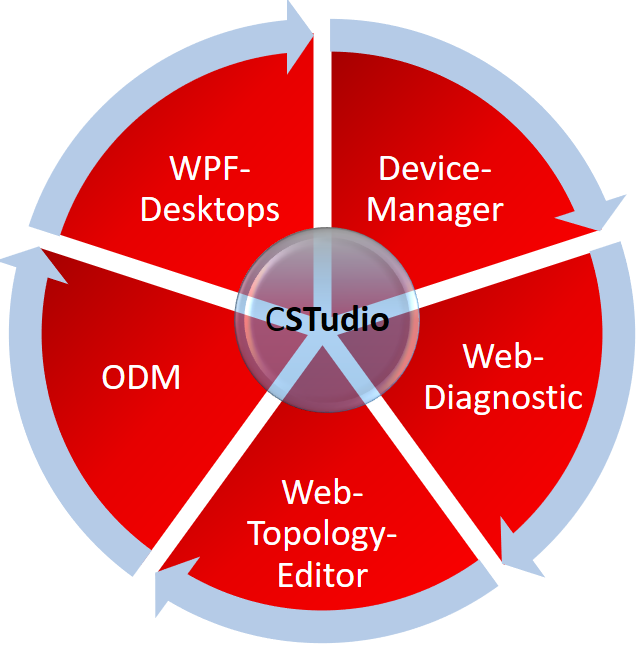 WPF-
Desktops
Device-
Manager
CSTudio
ODM
Web-
Diagnostic
Web-
Topology-
Editor